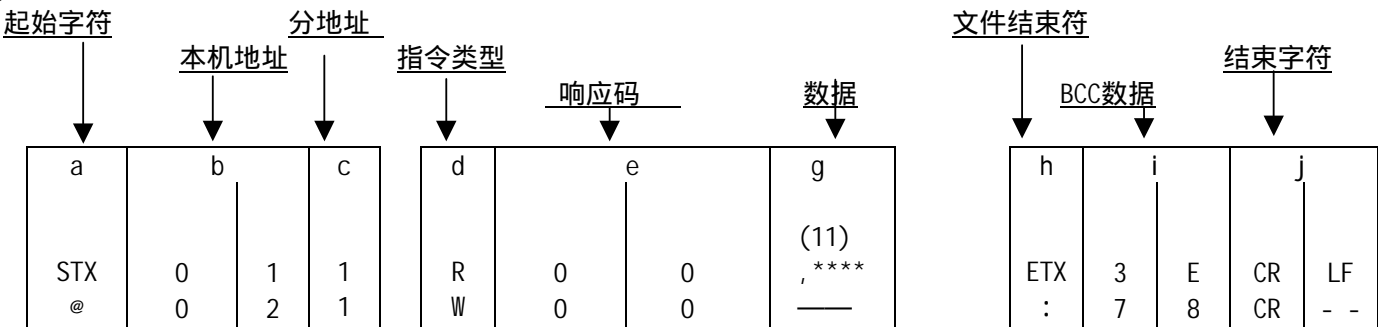 起始字符 分地址 文件结束符
本机地址 指令类型 结束字符
响应码 数据 BCC数据
a b c d e g h i j
(11)
STX 0 1 1 R 0 0 ,**** ETX 3 E CR LF
@ 0 2 1 W 0 0 —— : 7 8 CR - -